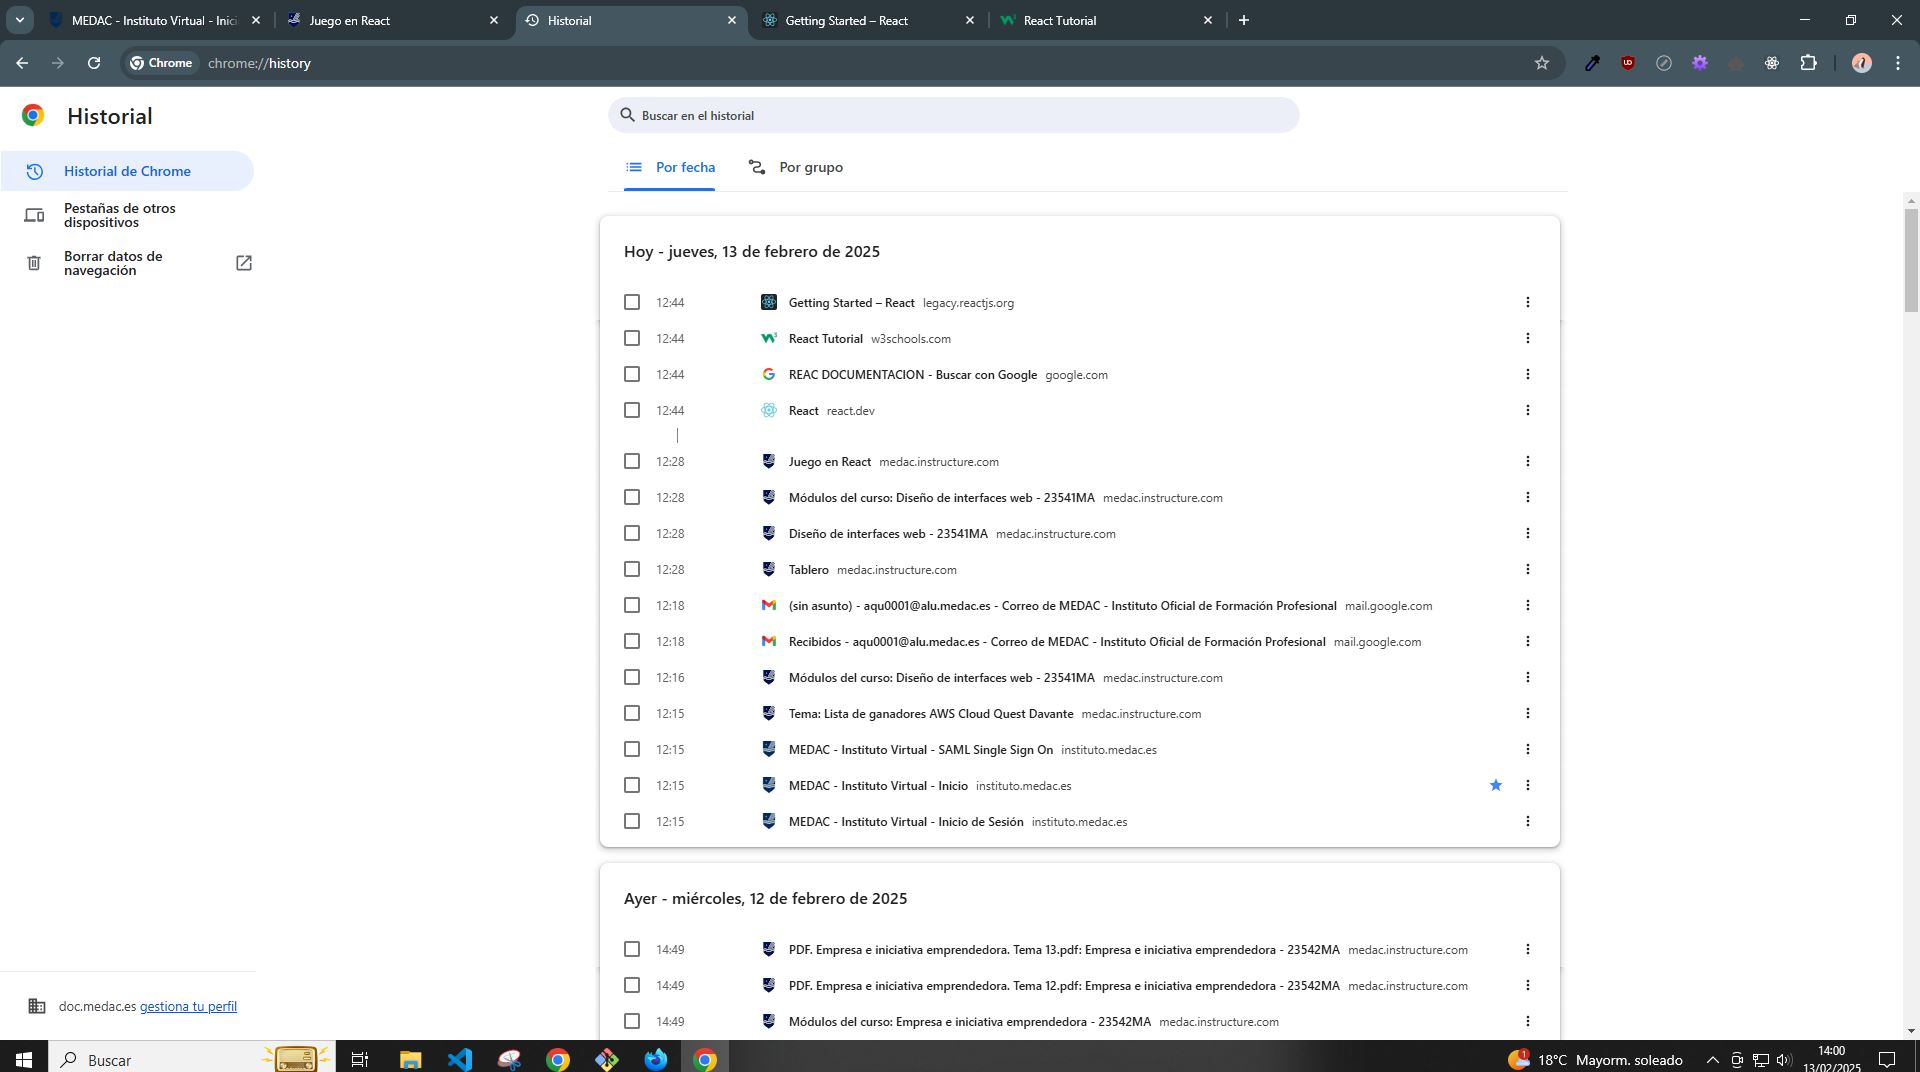 MEDAC - Instituto Virtual - Inici
Juego en React
Historial
Getting Started – React
React Tutorial
Chrome
chrome://history
Historial
Buscar en el historial
Historial de Chrome
Pestañas de otros
dispositivos
Borrar datos de
navegación
Por fecha
Por grupo
Hoy - jueves, 13 de febrero de 2025
12:44 Getting Started – React legacy.reactjs.org
12:44 React Tutorial w3schools.com
12:44 REAC DOCUMENTACION - Buscar con Google google.com
12:44 React react.dev
12:28 Juego en React medac.instructure.com
12:28 Módulos del curso: Diseño de interfaces web - 23541MA medac.instructure.com
12:28 Diseño de interfaces web - 23541MA medac.instructure.com
12:28 Tablero medac.instructure.com
12:18 (sin asunto) - aqu0001@alu.medac.es - Correo de MEDAC - Instituto Oficial de Formación Profesional mail.google.com
12:18 Recibidos - aqu0001@alu.medac.es - Correo de MEDAC - Instituto Oficial de Formación Profesional mail.google.com
12:16 Módulos del curso: Diseño de interfaces web - 23541MA medac.instructure.com
12:15 Tema: Lista de ganadores AWS Cloud Quest Davante medac.instructure.com
12:15 MEDAC - Instituto Virtual - SAML Single Sign On instituto.medac.es
12:15 MEDAC - Instituto Virtual - Inicio instituto.medac.es
12:15 MEDAC - Instituto Virtual - Inicio de Sesión instituto.medac.es
Ayer - miércoles, 12 de febrero de 2025
14:49 PDF. Empresa e iniciativa emprendedora. Tema 13.pdf: Empresa e iniciativa emprendedora - 23542MA medac.instructure.com
14:49 PDF. Empresa e iniciativa emprendedora. Tema 12.pdf: Empresa e iniciativa emprendedora - 23542MA medac.instructure.com
14:49 Módulos del curso: Empresa e iniciativa emprendedora - 23542MA medac.instructure.com
doc.medac.es gestiona tu perfil
Buscar
1
18°C Mayorm. soleado
14:00
13/02/2025